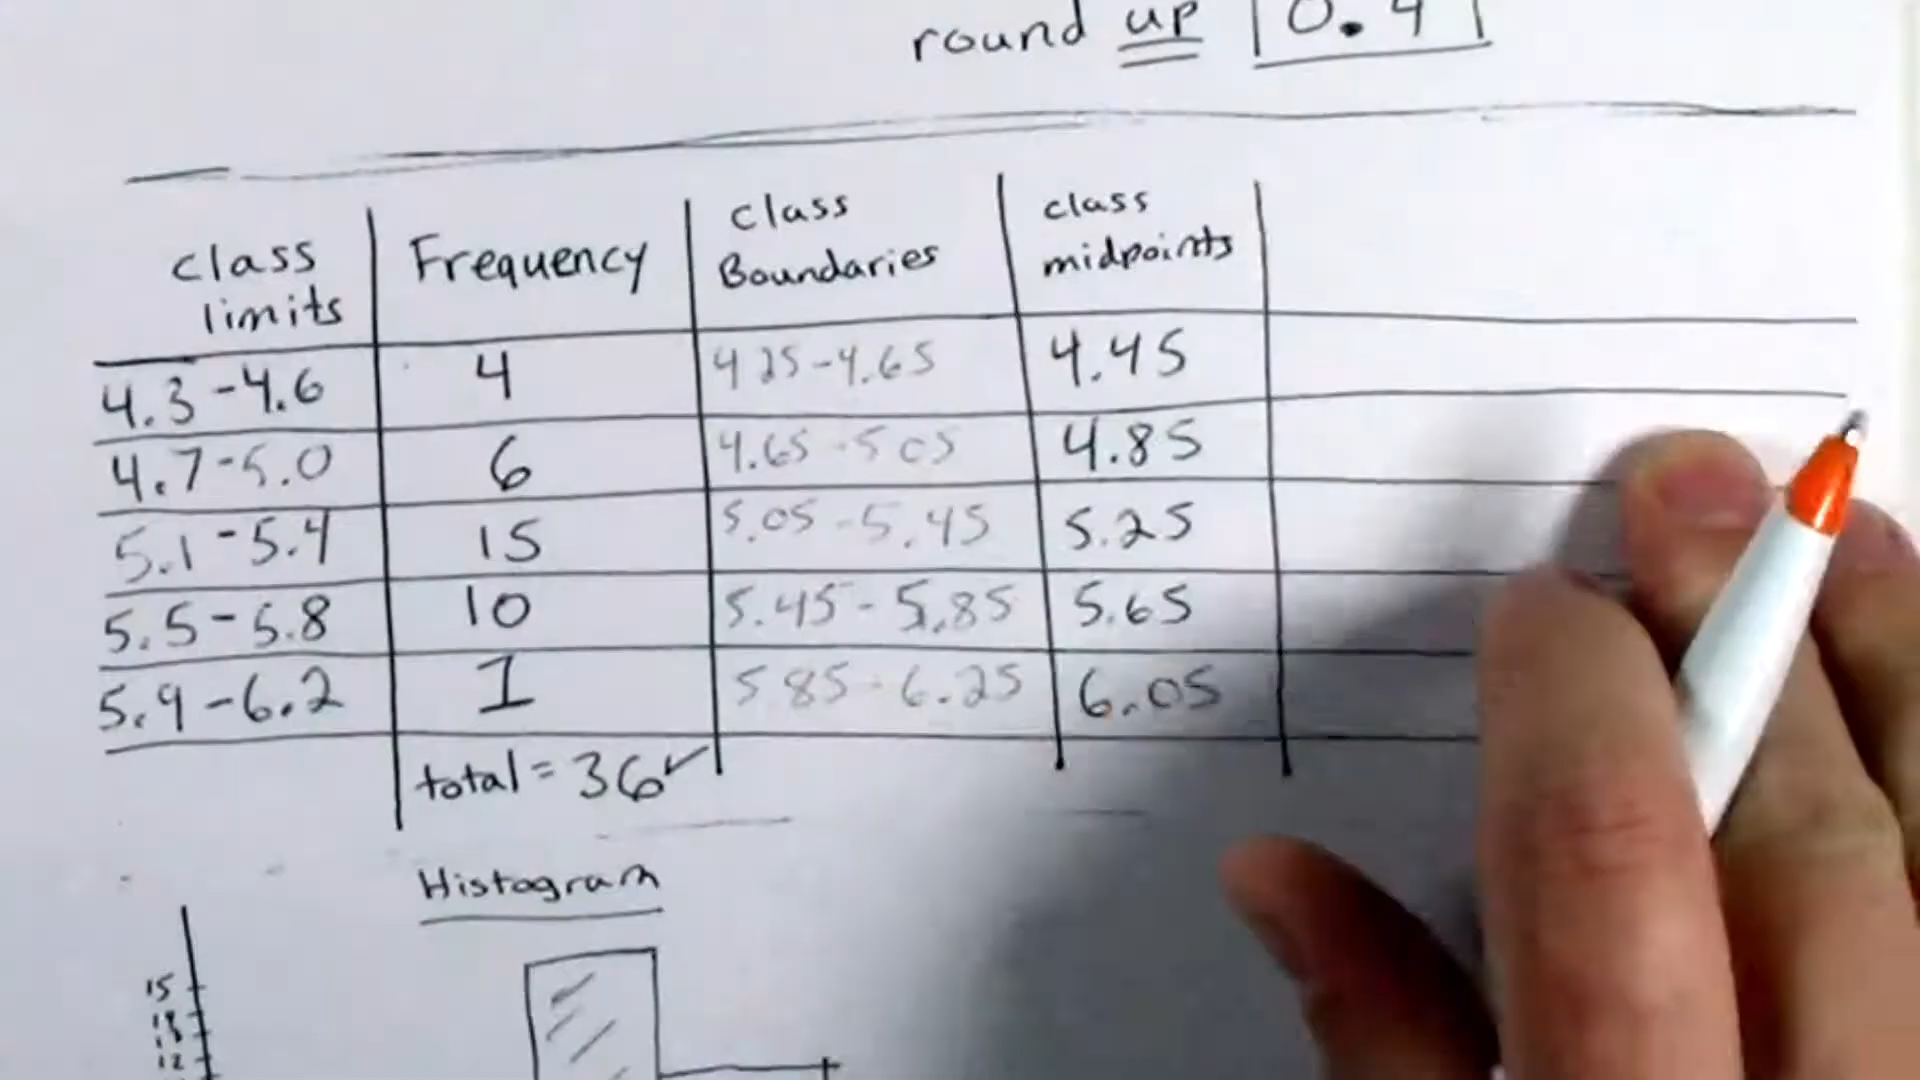 round up 0.4
class limits | Frequency | class Boundaries | class midpoints
4.3-4.6 | 4 | 4.25-4.65 | 4.45
4.7-5.0 | 6 | 4.65-5.05 | 4.85
5.1-5.4 | 15 | 5.05-5.45 | 5.25
5.5-5.8 | 10 | 5.45-5.85 | 5.65
5.9-6.2 | 1 | 5.85-6.25 | 6.05
total = 36✓
Histogram
15
12